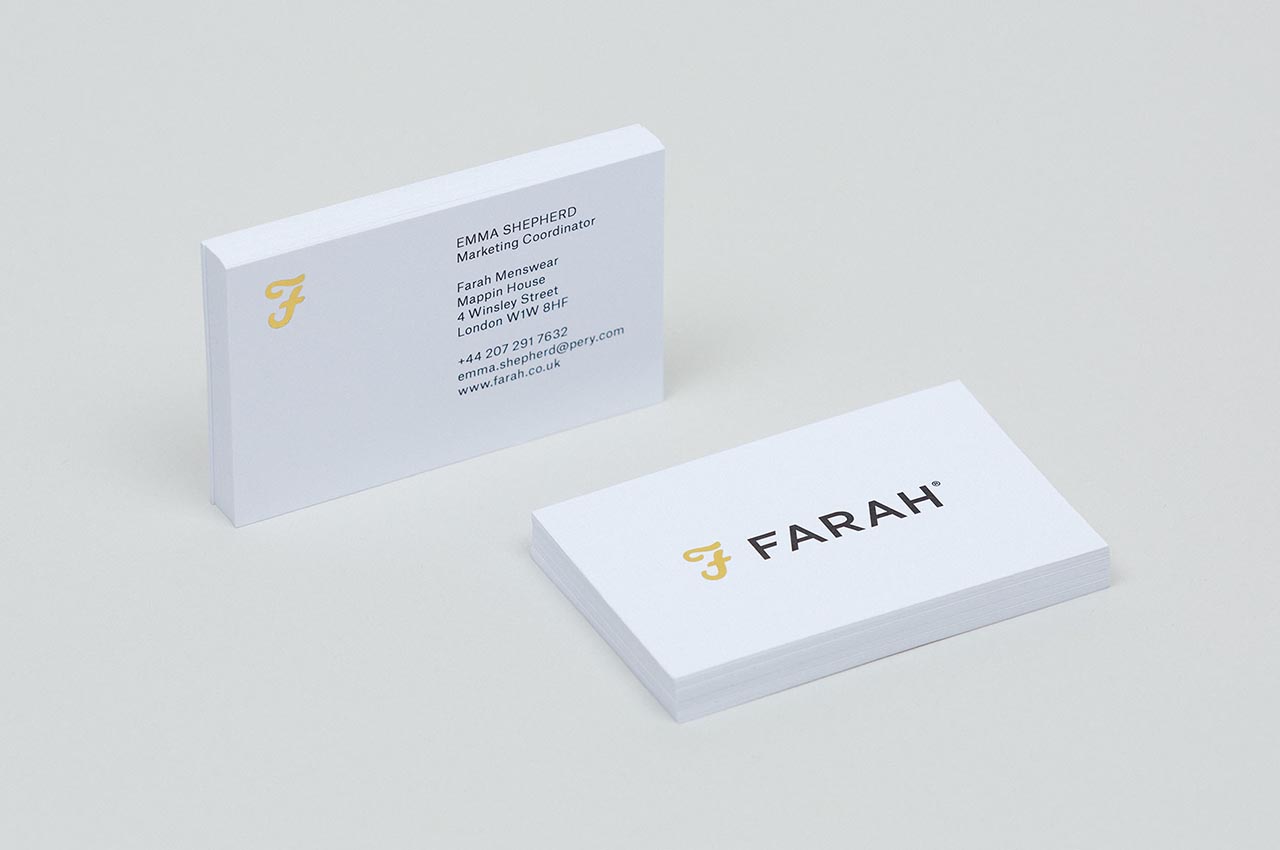 F
EMMA SHEPHERD
Marketing Coordinator
Farah Menswear
Mappin House
4 Winsley Street
London W1W 8HF
+44 207 291 7632
emma.shepherd@pery.com
www.farah.co.uk
F FARAH®